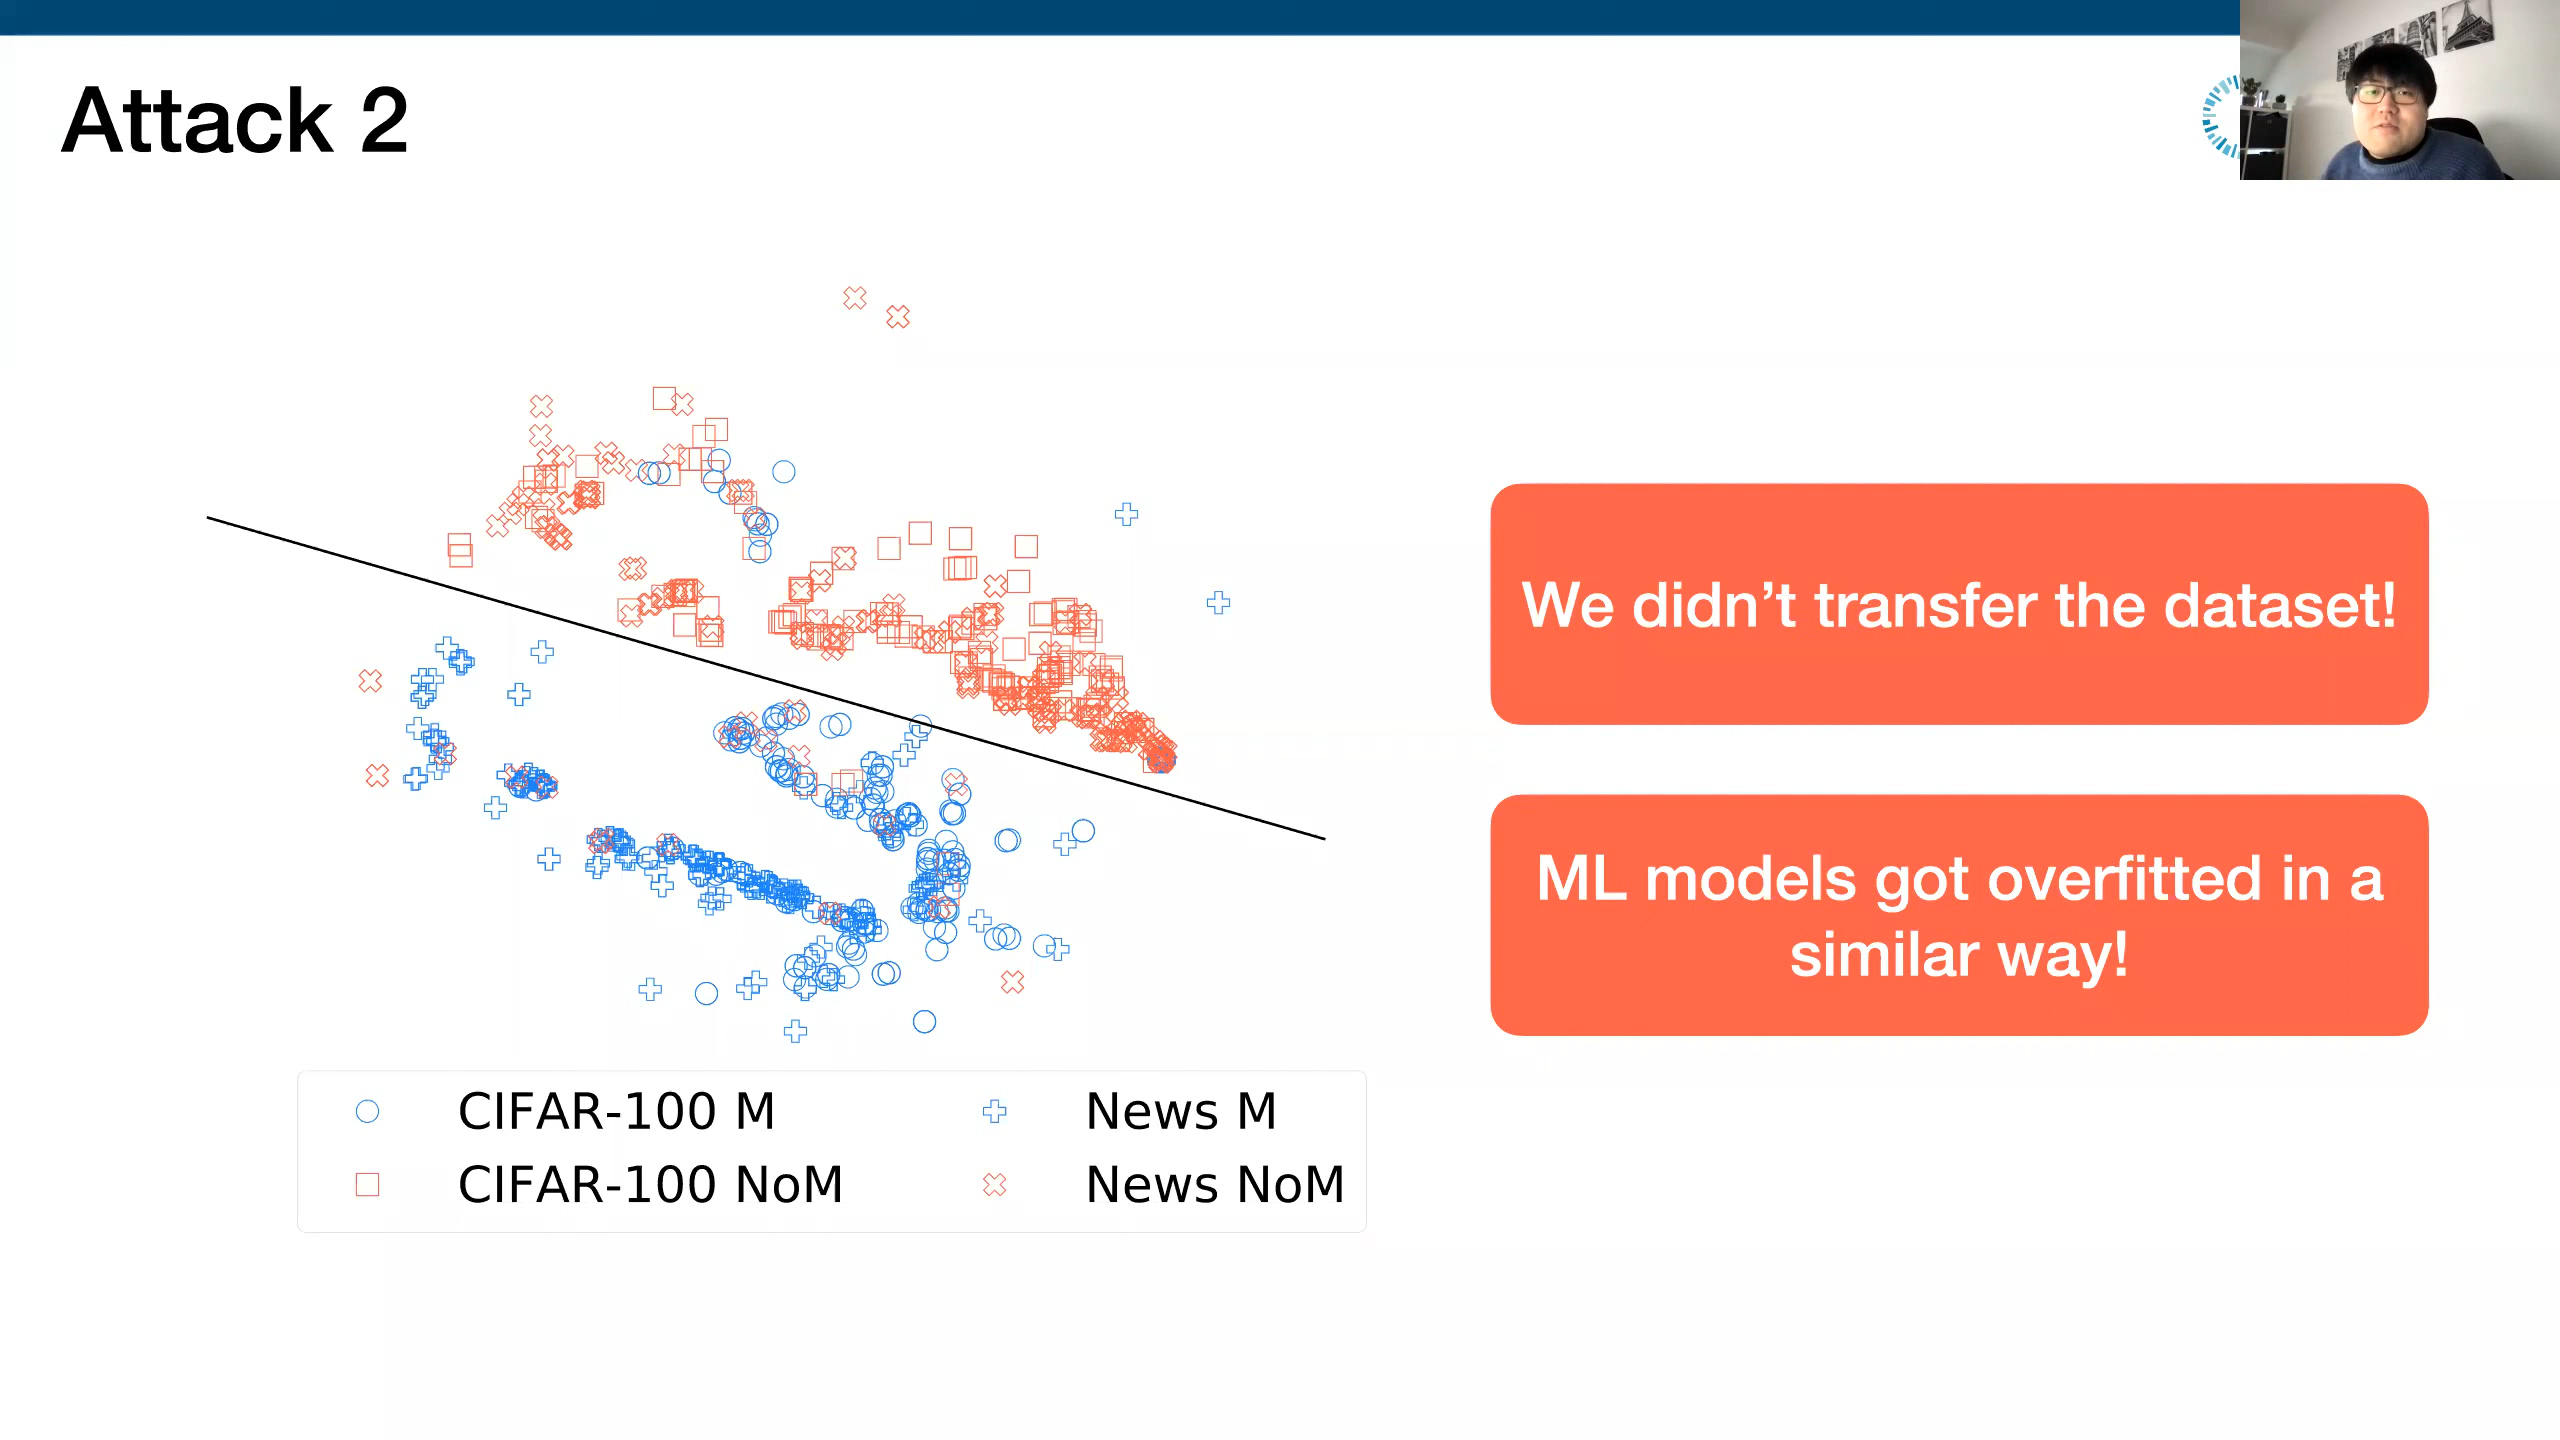 Attack 2
We didn’t transfer the dataset!
ML models got overfitted in a
similar way!
CIFAR-100 M
News M
CIFAR-100 NoM
News NoM